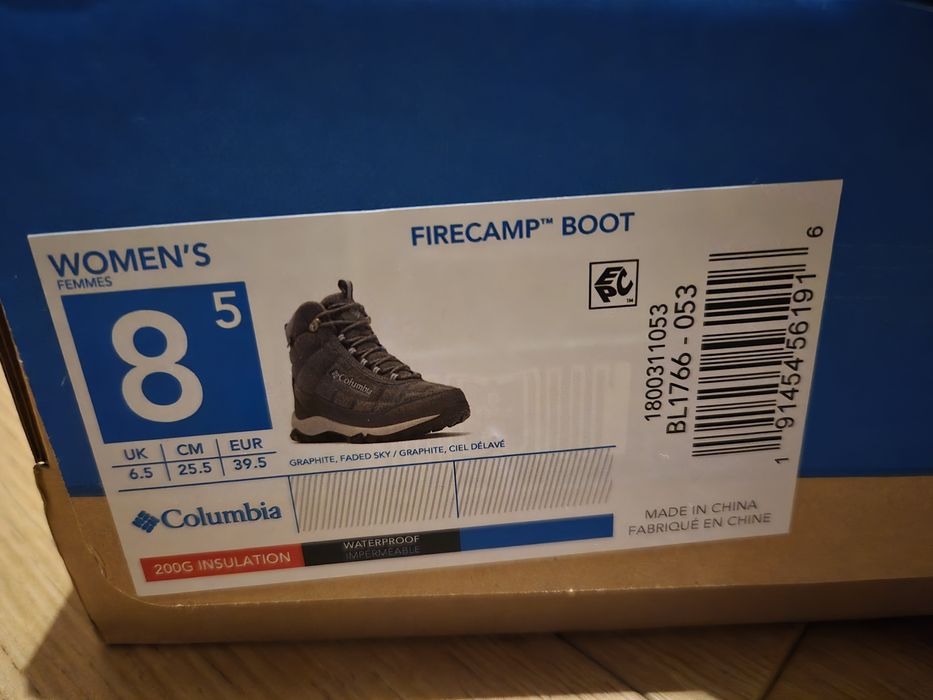 WOMEN'S
FEMMES
8 5
UK | CM | EUR
6.5 | 25.5 | 39.5
FIRECAMP™ BOOT
EPC™
Columbia
GRAPHITE, FADED SKY / GRAPHITE, CIEL DÉLAVÉ
Columbia
200G INSULATION
WATERPROOF
IMPERMÉABLE
1800311053
BL1766 - 053
1 91454 56191 6
MADE IN CHINA
FABRIQUÉ EN CHINE